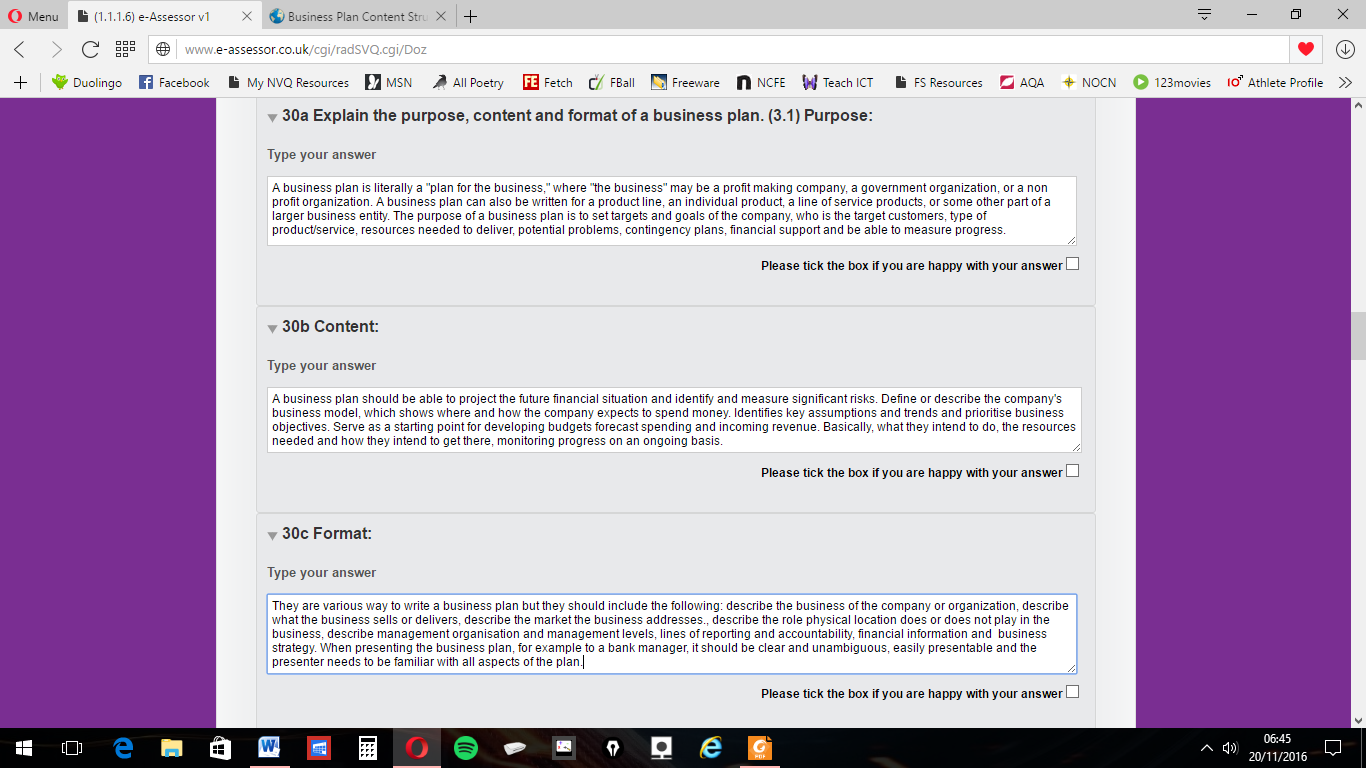 Menu
(1.1.1.6) e-Assessor v1
Business Plan Content Stru
www.e-assessor.co.uk/cgi/radSVQ.cgi/Doz
Duolingo
Facebook
My NVQ Resources
MSN
All Poetry
Fetch
FBall
Freeware
NCFE
Teach ICT
FS Resources
AQA
NOCN
123movies
Athlete Profile
30a Explain the purpose, content and format of a business plan. (3.1) Purpose:
Type your answer
A business plan is literally a "plan for the business," where "the business" may be a profit making company, a government organization, or a non
profit organization. A business plan can also be written for a product line, an individual product, a line of service products, or some other part of a
larger business entity. The purpose of a business plan is to set targets and goals of the company, who is the target customers, type of
product/service, resources needed to deliver, potential problems, contingency plans, financial support and be able to measure progress.
Please tick the box if you are happy with your answer
30b Content:
Type your answer
A business plan should be able to project the future financial situation and identify and measure significant risks. Define or describe the company's
business model, which shows where and how the company expects to spend money. Identifies key assumptions and trends and prioritise business
objectives. Serve as a starting point for developing budgets forecast spending and incoming revenue. Basically, what they intend to do, the resources
needed and how they intend to get there, monitoring progress on an ongoing basis.
Please tick the box if you are happy with your answer
30c Format:
Type your answer
They are various way to write a business plan but they should include the following: describe the business of the company or organization, describe
what the business sells or delivers, describe the market the business addresses., describe the role physical location does or does not play in the
business, describe management organisation and management levels, lines of reporting and accountability, financial information and  business
strategy. When presenting the business plan, for example to a bank manager, it should be clear and unambiguous, easily presentable and the
presenter needs to be familiar with all aspects of the plan.
Please tick the box if you are happy with your answer
06:45
20/11/2016